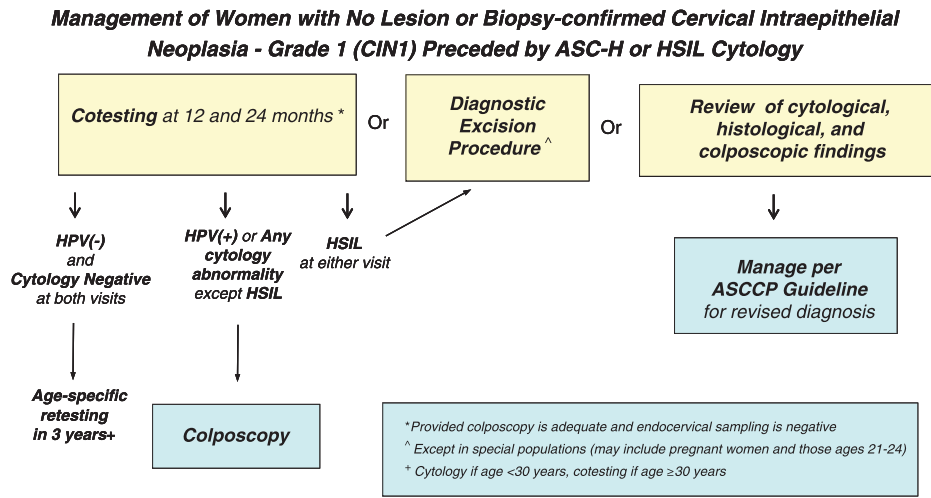 Management of Women with No Lesion or Biopsy-confirmed Cervical Intraepithelial
Neoplasia - Grade 1 (CIN1) Preceded by ASC-H or HSIL Cytology
Cotesting at 12 and 24 months *
Or
Diagnostic
Excision
Procedure ^
Or
Review of cytological,
histological, and
colposcopic findings
HPV(-)
and
Cytology Negative
at both visits
HPV(+) or Any
cytology
abnormality
except HSIL
HSIL
at either visit
Manage per
ASCCP Guideline
for revised diagnosis
Age-specific
retesting
in 3 years+
Colposcopy
*Provided colposcopy is adequate and endocervical sampling is negative
^ Except in special populations (may include pregnant women and those ages 21-24)
+ Cytology if age <30 years, cotesting if age ≥30 years